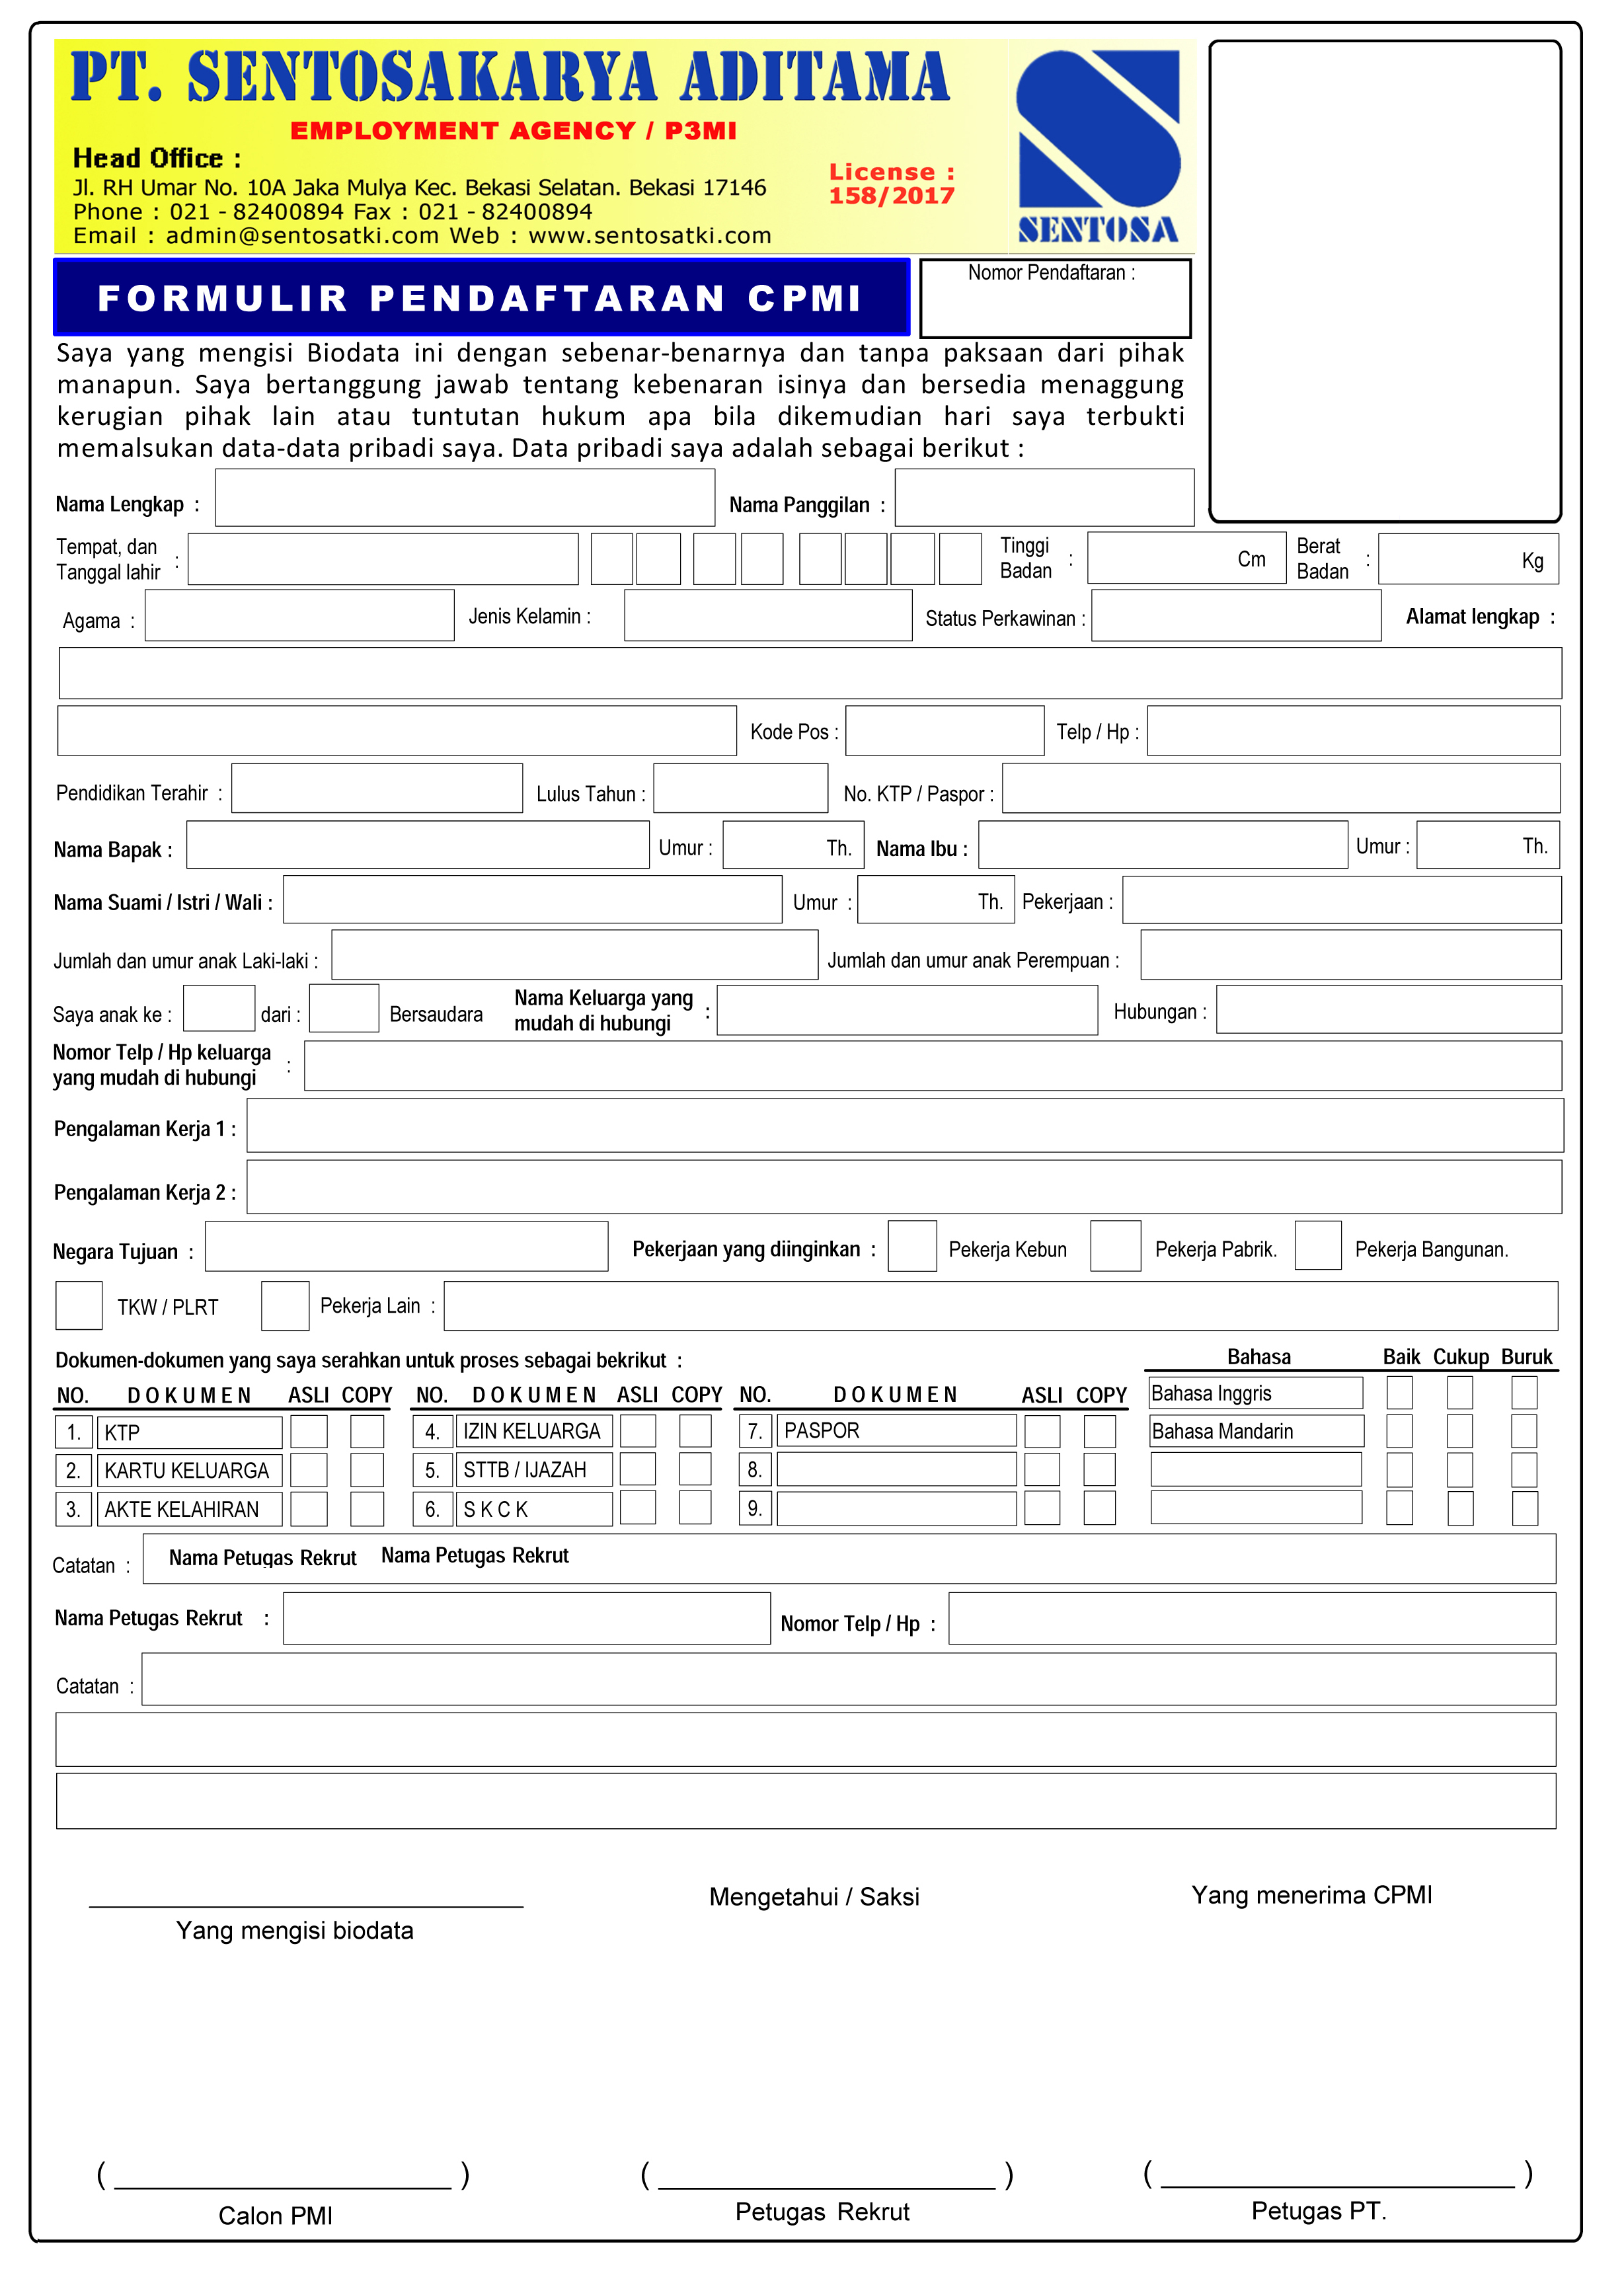 PT. SENTOSAKARYA ADITAMA
EMPLOYMENT AGENCY / P3MI
Head Office :
Jl. RH Umar No. 10A Jaka Mulya Kec. Bekasi Selatan. Bekasi 17146
Phone : 021 - 82400894 Fax : 021 - 82400894
Email : admin@sentosatki.com Web : www.sentosatki.com
License :
158/2017
SENTOSA
FORMULIR PENDAFTARAN CPMI
Nomor Pendaftaran :
Saya yang mengisi Biodata ini dengan sebenar-benarnya dan tanpa paksaan dari pihak
manapun. Saya bertanggung jawab tentang kebenaran isinya dan bersedia menaggung
kerugian pihak lain atau tuntutan hukum apa bila dikemudian hari saya terbukti
memalsukan data-data pribadi saya. Data pribadi saya adalah sebagai berikut :
Nama Lengkap : Nama Panggilan :
Tempat, dan
Tanggal lahir :
Tinggi
Badan : Cm
Berat
Badan : Kg
Agama : Jenis Kelamin : Status Perkawinan : Alamat lengkap :
Kode Pos : Telp / Hp :
Pendidikan Terahir : Lulus Tahun : No. KTP / Paspor :
Nama Bapak : Umur : Th. Nama Ibu : Umur : Th.
Nama Suami / Istri / Wali : Umur : Th. Pekerjaan :
Jumlah dan umur anak Laki-laki : Jumlah dan umur anak Perempuan :
Saya anak ke : dari : Bersaudara
Nama Keluarga yang
mudah di hubungi : Hubungan :
Nomor Telp / Hp keluarga
yang mudah di hubungi :
Pengalaman Kerja 1 :
Pengalaman Kerja 2 :
Negara Tujuan : Pekerjaan yang diinginkan : Pekerja Kebun Pekerja Pabrik. Pekerja Bangunan.
TKW / PLRT Pekerja Lain :
Dokumen-dokumen yang saya serahkan untuk proses sebagai bekrikut :
NO. DOKUMEN ASLI COPY NO. DOKUMEN ASLI COPY NO. DOKUMEN ASLI COPY
1. KTP 4. IZIN KELUARGA 7. PASPOR
2. KARTU KELUARGA 5. STTB / IJAZAH 8.
3. AKTE KELAHIRAN 6. S K C K 9.
Bahasa Baik Cukup Buruk
Bahasa Inggris
Bahasa Mandarin
Catatan : Nama Petugas Rekrut Nama Petugas Rekrut
Nama Petugas Rekrut : Nomor Telp / Hp :
Catatan :
Mengetahui / Saksi Yang menerima CPMI
Yang mengisi biodata
( ) ( ) ( )
Calon PMI Petugas Rekrut Petugas PT.